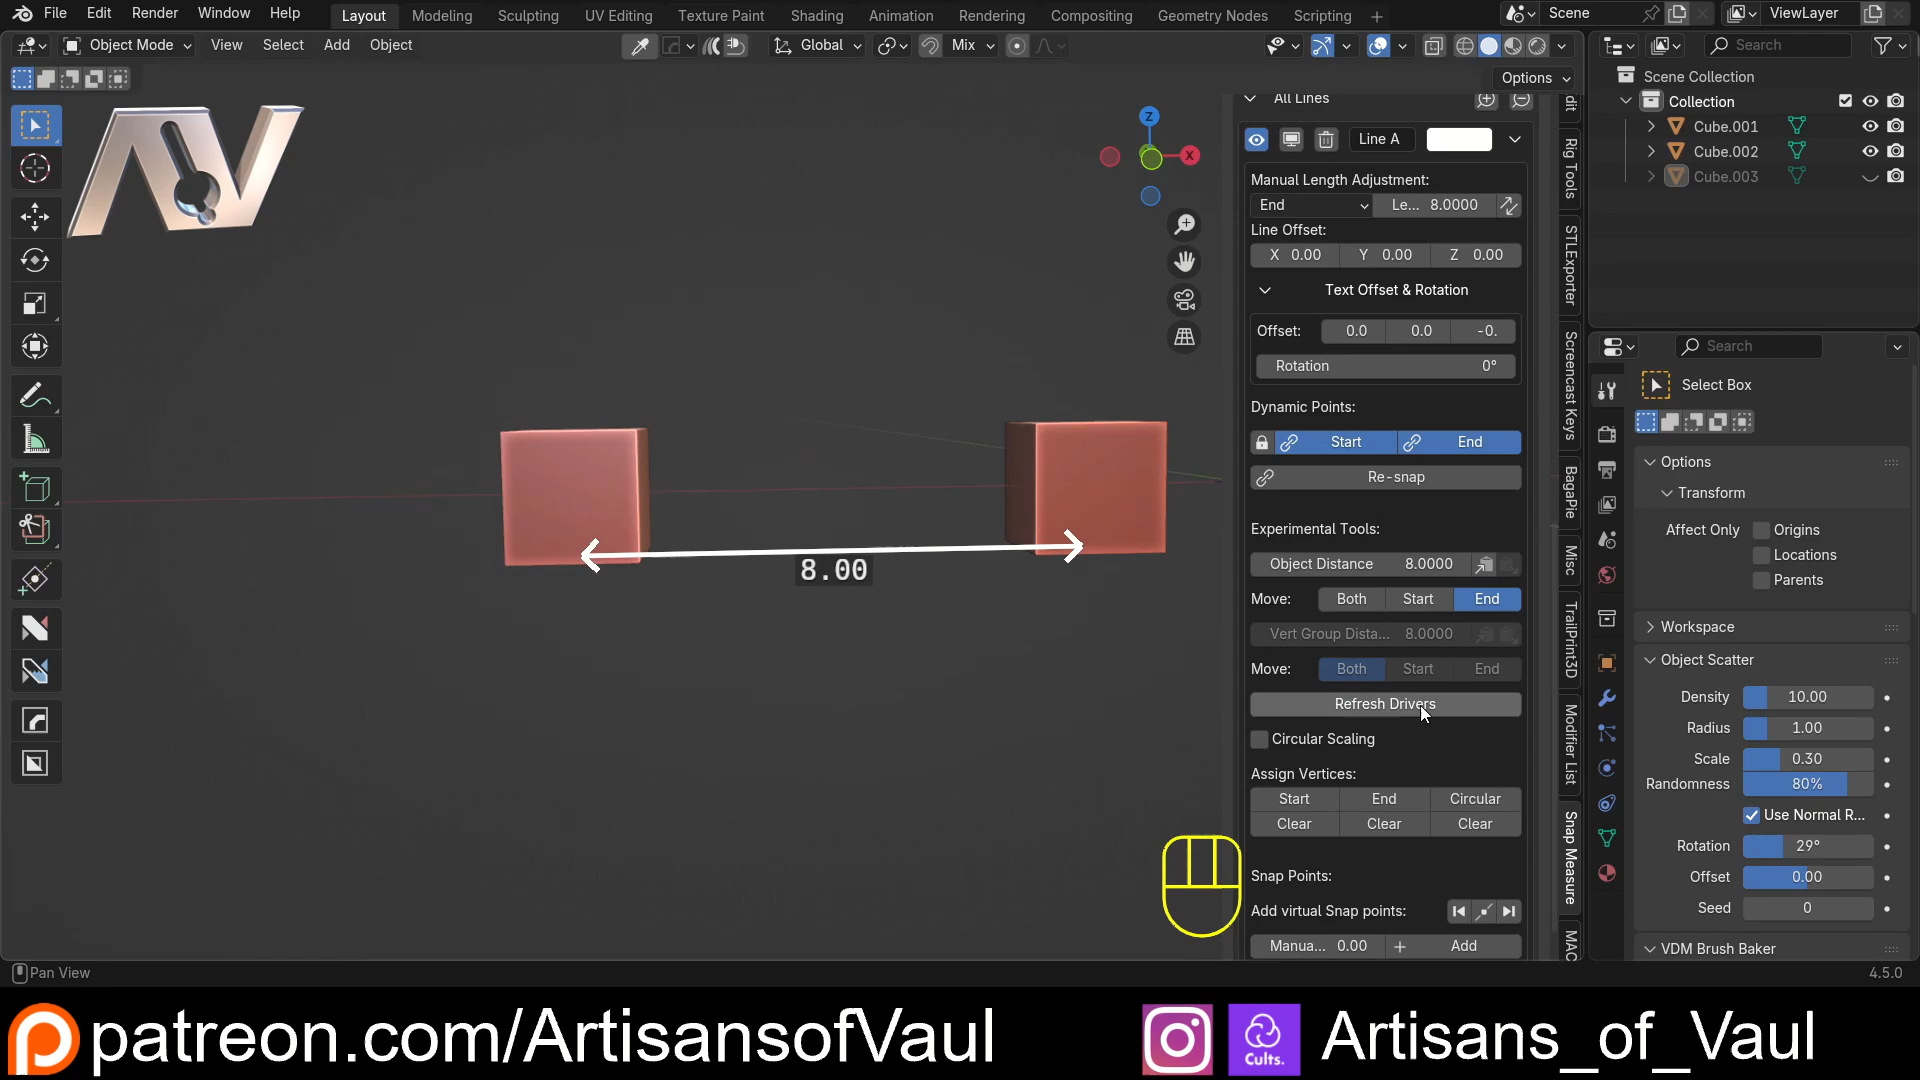 File Edit Render Window Help Layout Modeling Sculpting UV Editing Texture Paint Shading Animation Rendering Compositing Geometry Nodes Scripting + Scene ViewLayer
Object Mode View Select Add Object Global Mix Search
Options
Scene Collection
Collection
Cube.001
Cube.002
Cube.003
Z
X
8.00
All Lines
Line A
Manual Length Adjustment:
End Le... 8.0000
Line Offset:
X 0.00 Y 0.00 Z 0.00
Text Offset & Rotation
Offset: 0.0 0.0 -0.
Rotation 0°
Dynamic Points:
Start End
Re-snap
Experimental Tools:
Object Distance 8.0000
Move: Both Start End
Vert Group Dista... 8.0000
Move: Both Start End
Refresh Drivers
Circular Scaling
Assign Vertices:
Start End Circular
Clear Clear Clear
Snap Points:
Add virtual Snap points:
Manua... 0.00 + Add
dit
Rig Tools
STLExporter
Screencast Keys
BagaPie
Misc
TrailPrint3D
Modifier List
Snap Measure
MAC
Search
Select Box
Options
Transform
Affect Only Origins
Locations
Parents
Workspace
Object Scatter
Density 10.00
Radius 1.00
Scale 0.30
Randomness 80%
Use Normal R...
Rotation 29°
Offset 0.00
Seed 0
VDM Brush Baker
Pan View 4.5.0
patreon.com/ArtisansofVaul Cults. Artisans_of_Vaul